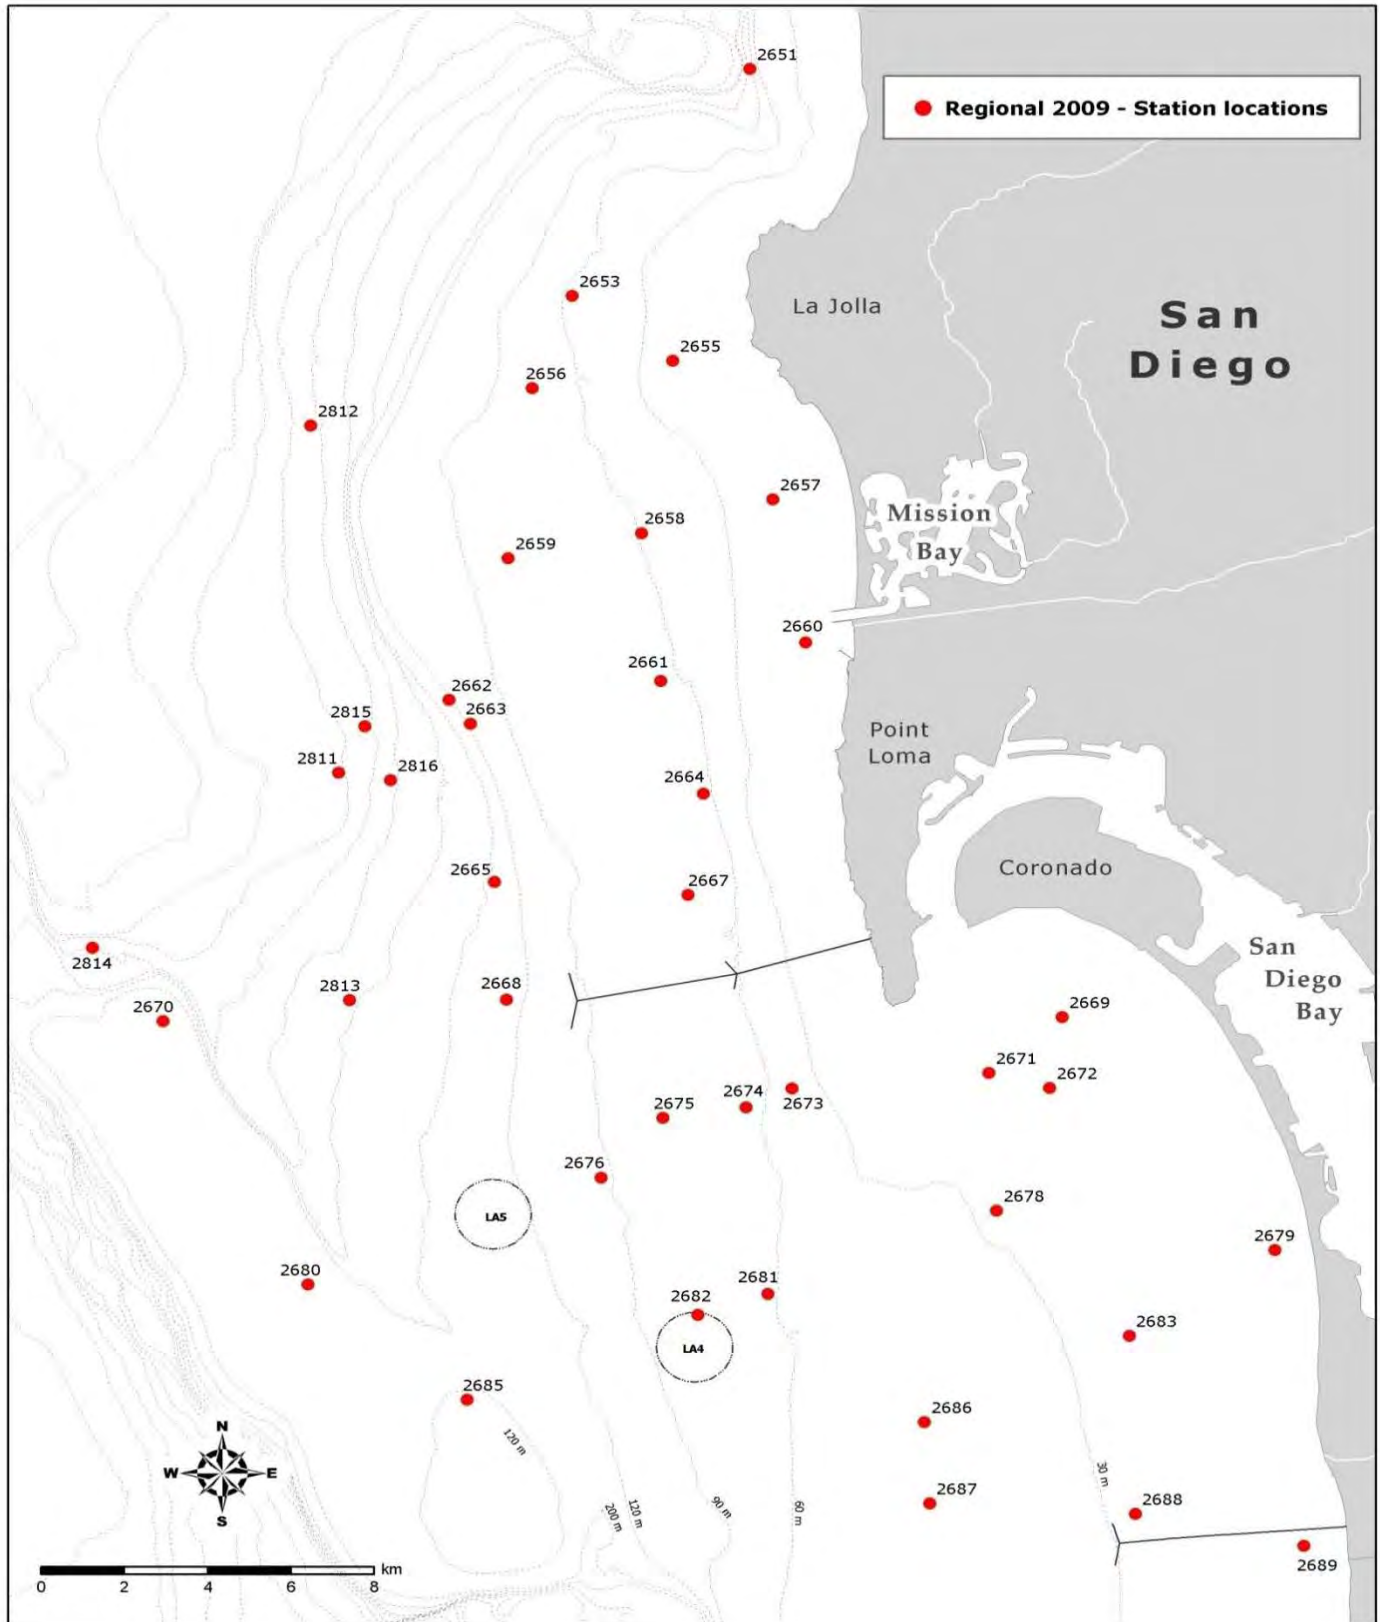 2651
Regional 2009 - Station locations
2653
La Jolla
San
Diego
2655
2656
2812
2657
Mission
Bay
2658
2659
2660
2661
2662
2663
2815
2811
2816
Point
Loma
2664
2665
2667
Coronado
2814
2670
2813
2668
San
Diego
Bay
2669
2671
2672
2673
2674
2675
2676
LA5
2678
2679
2680
2681
2682
LA4
2683
2685
120 m
2686
2687
30 m
2688
2689
200 m
120 m
90 m
60 m
N
W
E
S
km
0
2
4
6
8